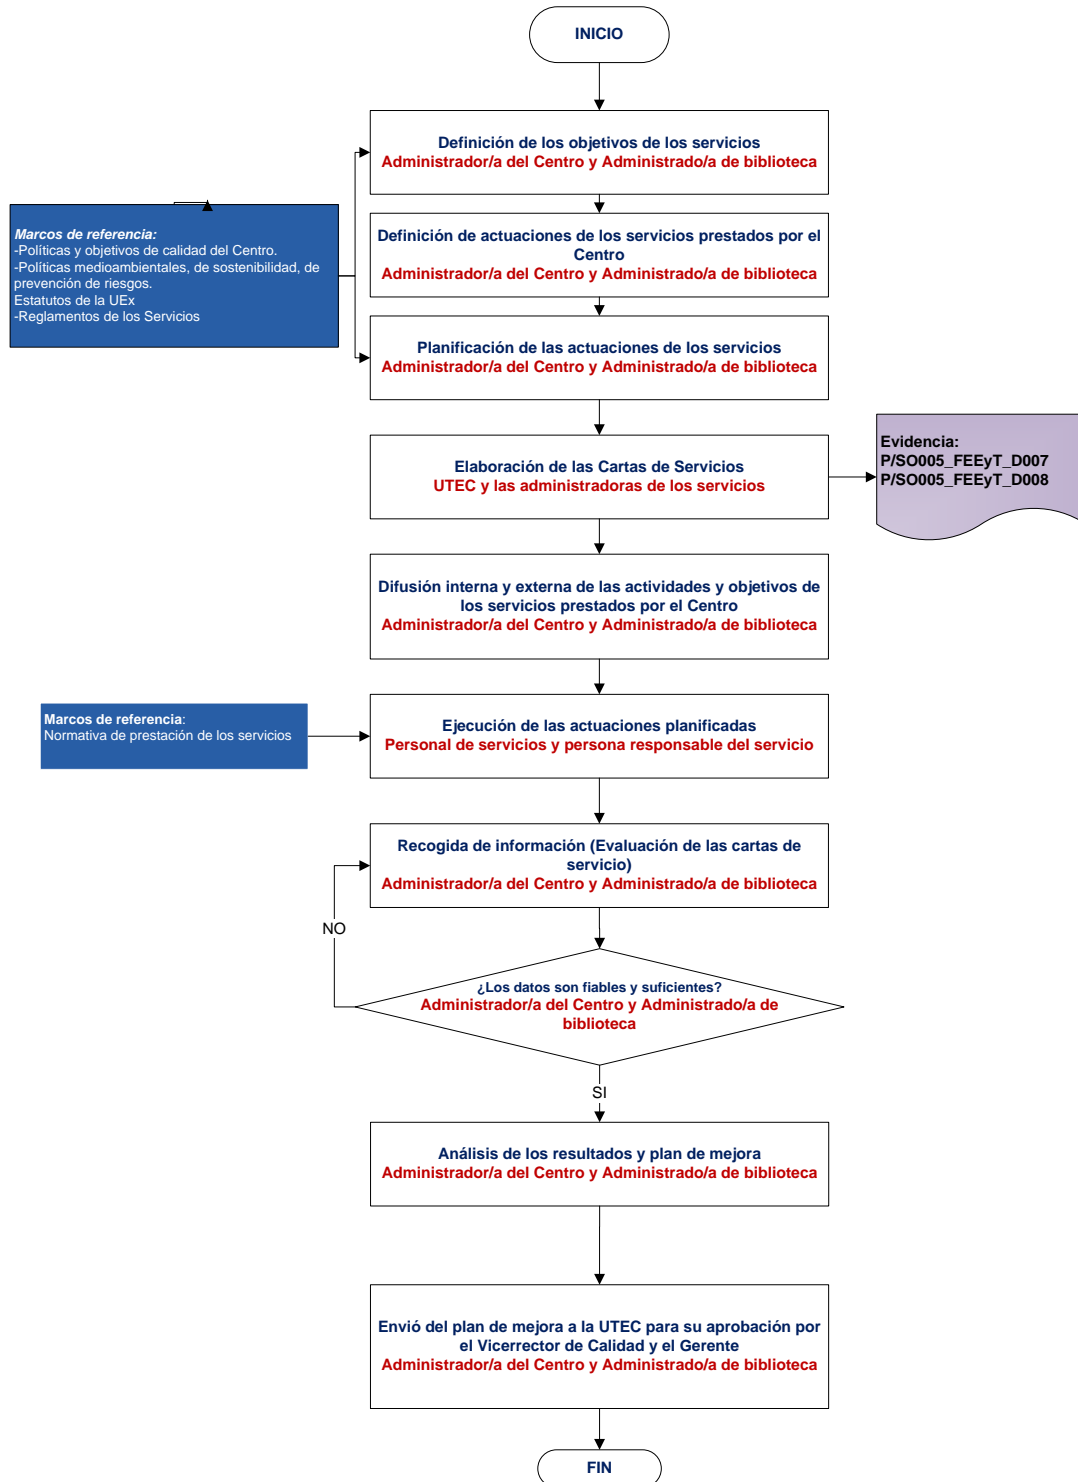 INICIO
Definición de los objetivos de los servicios
Administrador/a del Centro y Administrado/a de biblioteca
Marcos de referencia:
-Políticas y objetivos de calidad del Centro.
-Políticas medioambientales, de sostenibilidad, de
prevención de riesgos.
Estatutos de la UEx
-Reglamentos de los Servicios
Definición de actuaciones de los servicios prestados por el
Centro
Administrador/a del Centro y Administrado/a de biblioteca
Planificación de las actuaciones de los servicios
Administrador/a del Centro y Administrado/a de biblioteca
Elaboración de las Cartas de Servicios
UTEC y las administradoras de los servicios
Evidencia:
P/SO005_FEEyT_D007
P/SO005_FEEyT_D008
Difusión interna y externa de las actividades y objetivos de
los servicios prestados por el Centro
Administrador/a del Centro y Administrado/a de biblioteca
Marcos de referencia:
Normativa de prestación de los servicios
Ejecución de las actuaciones planificadas
Personal de servicios y persona responsable del servicio
Recogida de información (Evaluación de las cartas de
servicio)
Administrador/a del Centro y Administrado/a de biblioteca
NO
¿Los datos son fiables y suficientes?
Administrador/a del Centro y Administrado/a de
biblioteca
SI
Análisis de los resultados y plan de mejora
Administrador/a del Centro y Administrado/a de biblioteca
Envió del plan de mejora a la UTEC para su aprobación por
el Vicerrector de Calidad y el Gerente
Administrador/a del Centro y Administrado/a de biblioteca
FIN